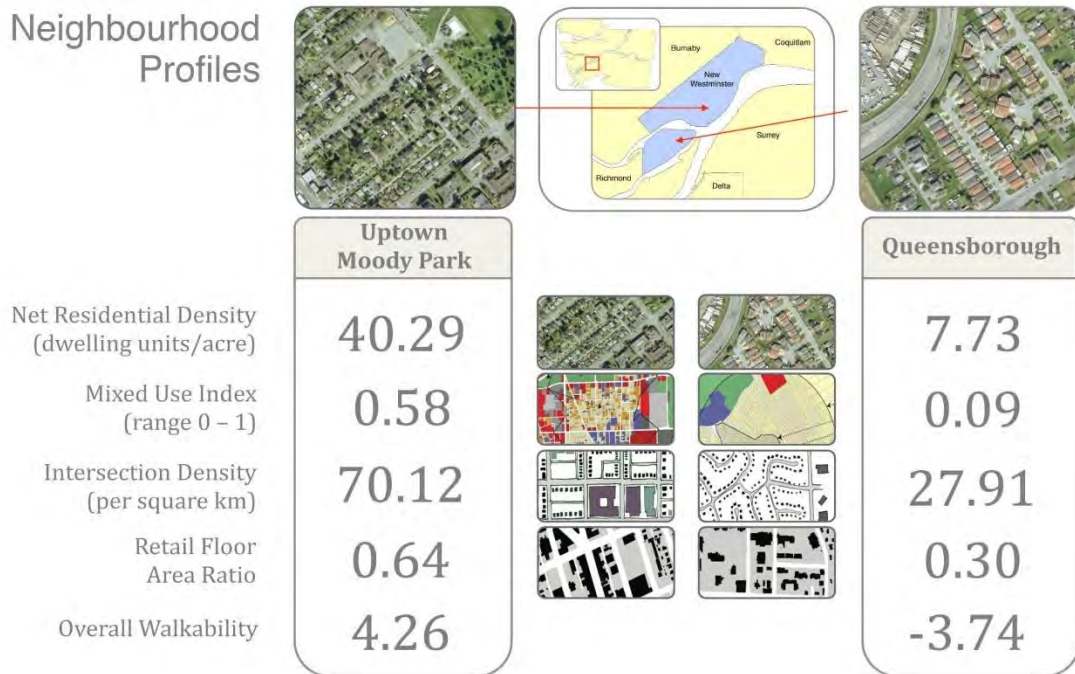 Neighbourhood
Profiles
Burnaby
Coquitlam
New
Westminster
Surrey
Richmond
Delta
Uptown
Moody Park
Queensborough
Net Residential Density
(dwelling units/acre)
40.29
7.73
Mixed Use Index
(range 0 – 1)
0.58
0.09
Intersection Density
(per square km)
70.12
27.91
Retail Floor
Area Ratio
0.64
0.30
Overall Walkability
4.26
-3.74